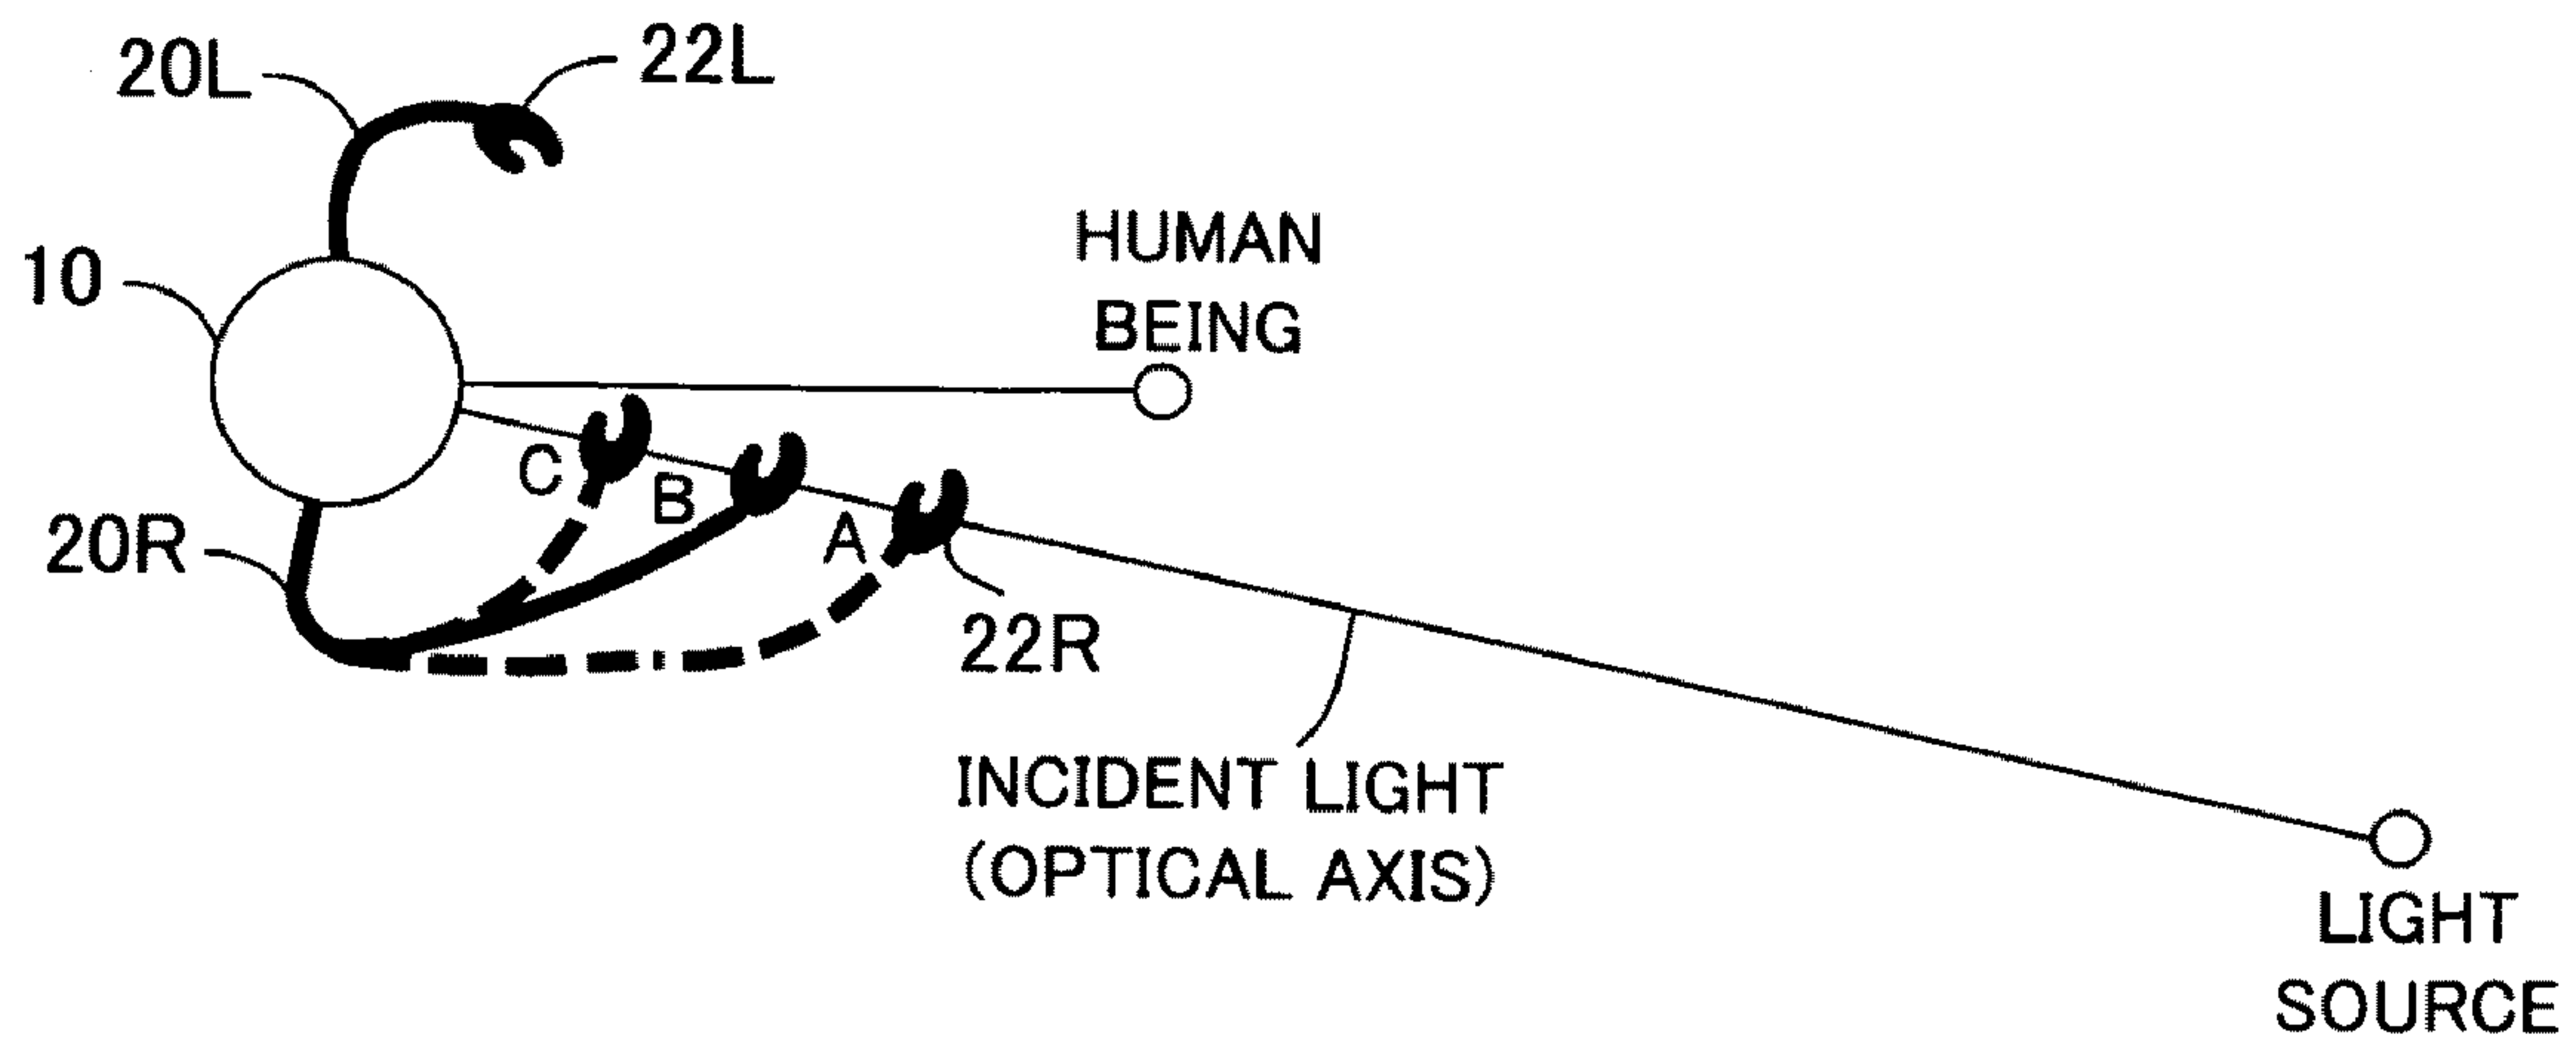 20L
22L
HUMAN
BEING
10
C
B
A
20R
22R
INCIDENT LIGHT
(OPTICAL AXIS)
LIGHT
SOURCE